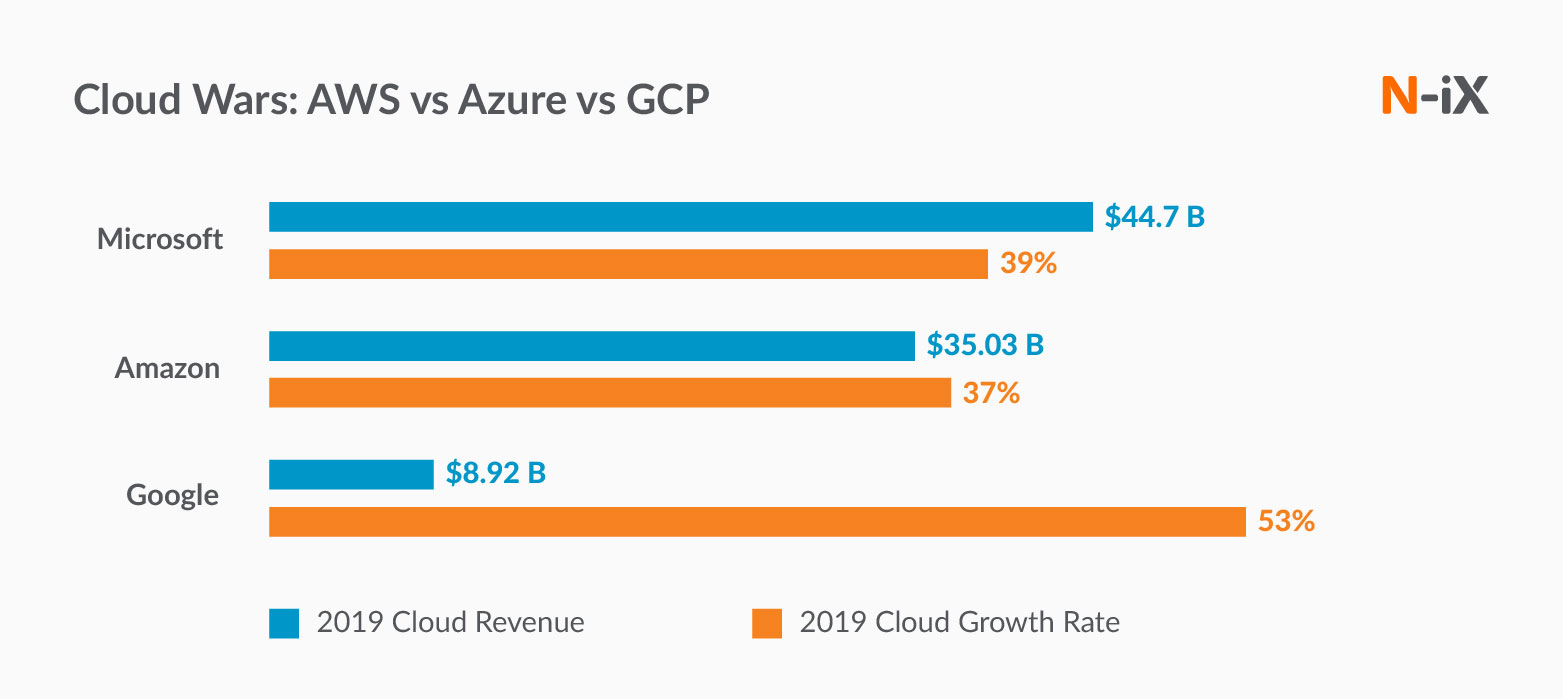 Cloud Wars: AWS vs Azure vs GCP
N-iX
Microsoft
$44.7 B
39%
Amazon
$35.03 B
37%
Google
$8.92 B
53%
2019 Cloud Revenue
2019 Cloud Growth Rate